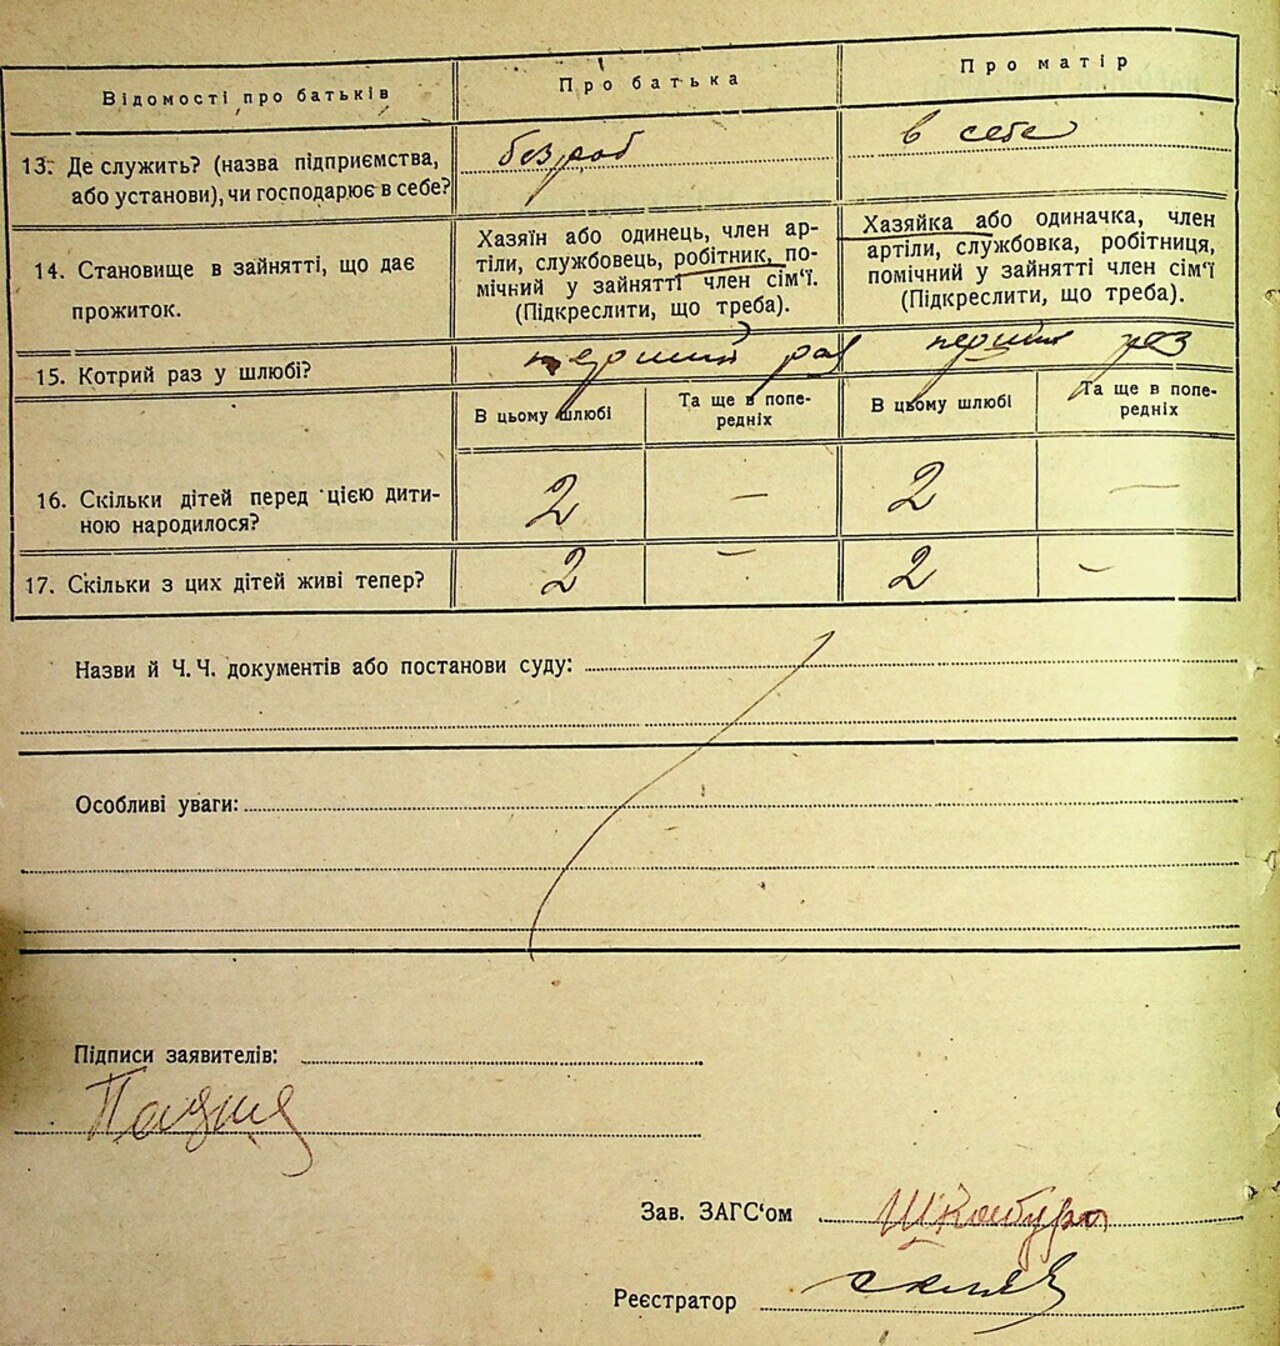 Відомості про батьків
Про батька
Про матір
13. Де служить? (назва підприємства, або установи), чи господарює в себе?
безроб
в себе
14. Становище в зайнятті, що дає прожиток.
Хазяїн або одинець, член ар-
тіли, службовець, робітник, по-
мічний у зайнятті член сім‘ї.
(Підкреслити, що треба).
Хазяйка або одиначка, член
артіли, службовка, робітниця,
помічний у зайнятті член сім‘ї
(Підкреслити, що треба).
15. Котрий раз у шлюбі?
перший раз
перший раз
В цьому шлюбі
Та ще в попе-
редніх
В цьому шлюбі
Та ще в попе-
редніх
16. Скільки дітей перед цією дити-
ною народилося?
2
—
2
—
17. Скільки з цих дітей живі тепер?
2
—
2
—
Назви й Ч. Ч. документів або постанови суду:
Особливі уваги:
Підписи заявителів:
Зав. ЗАГС‘ом
Реєстратор